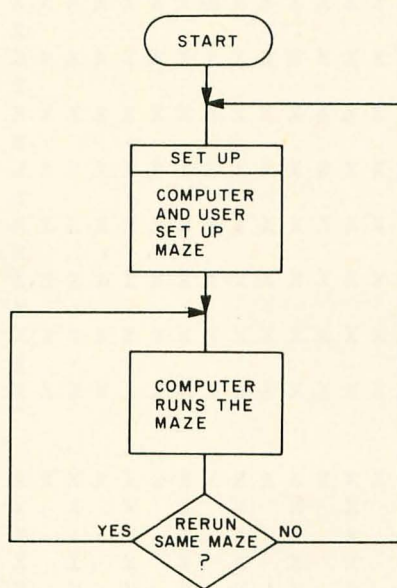 START
SET UP
COMPUTER
AND USER
SET UP
MAZE
COMPUTER
RUNS THE
MAZE
YES
RERUN
SAME MAZE
?
NO